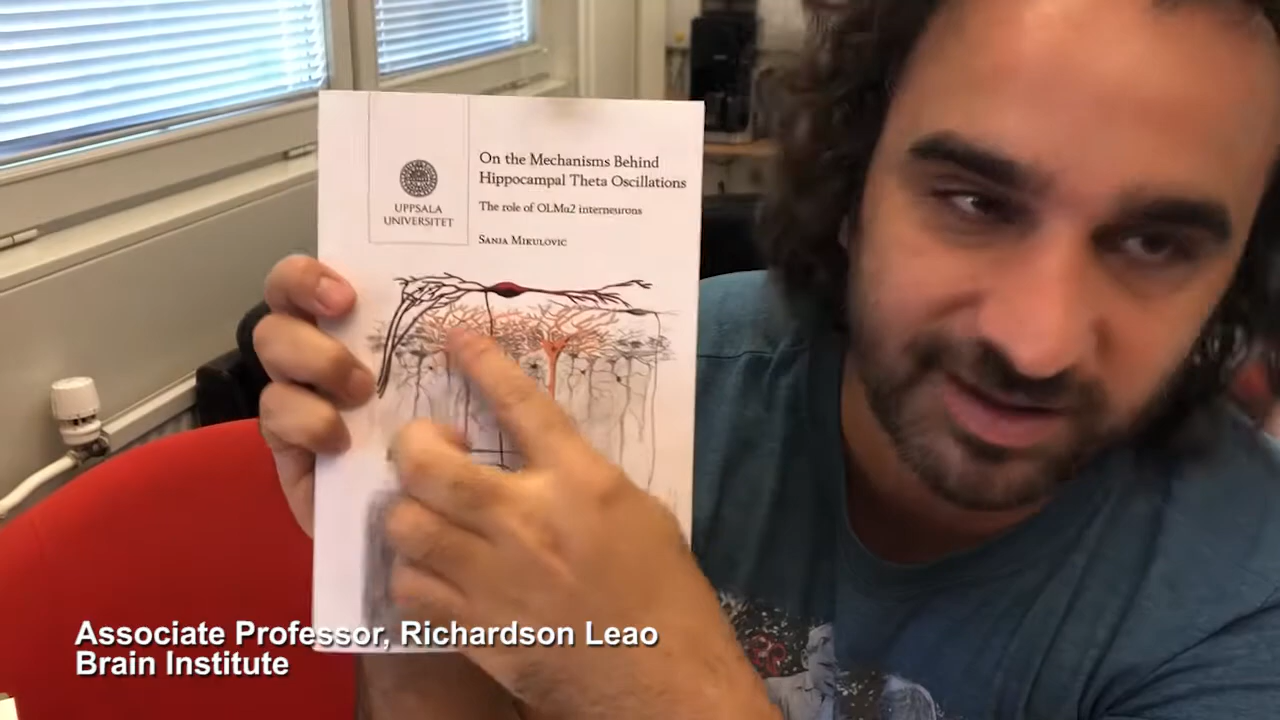 On the Mechanisms Behind
Hippocampal Theta Oscillations
The role of OLMα2 interneurons
SANJA MIKULOVIC
UPPSALA
UNIVERSITET
Associate Professor, Richardson Leao
Brain Institute